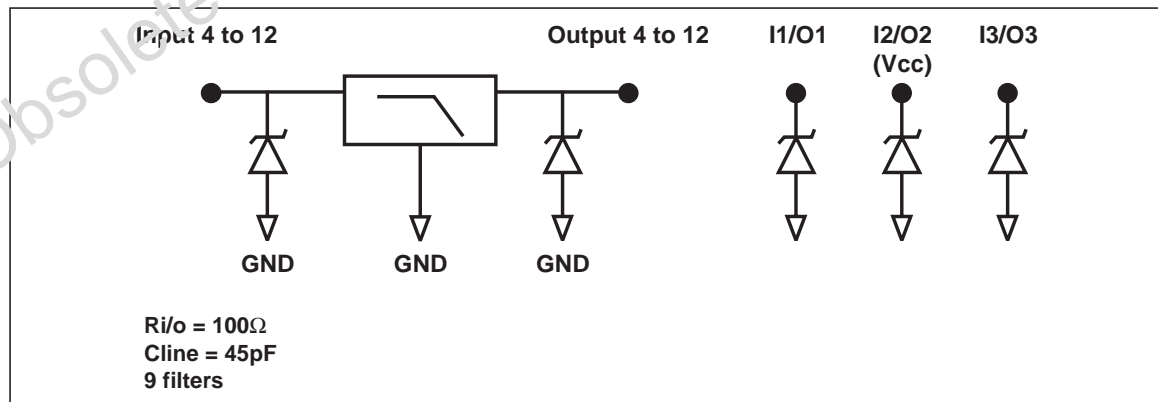 Obsolete
Input 4 to 12
Output 4 to 12
I1/O1
I2/O2
(Vcc)
I3/O3
GND
GND
GND
Ri/o = 100Ω
Cline = 45pF
9 filters